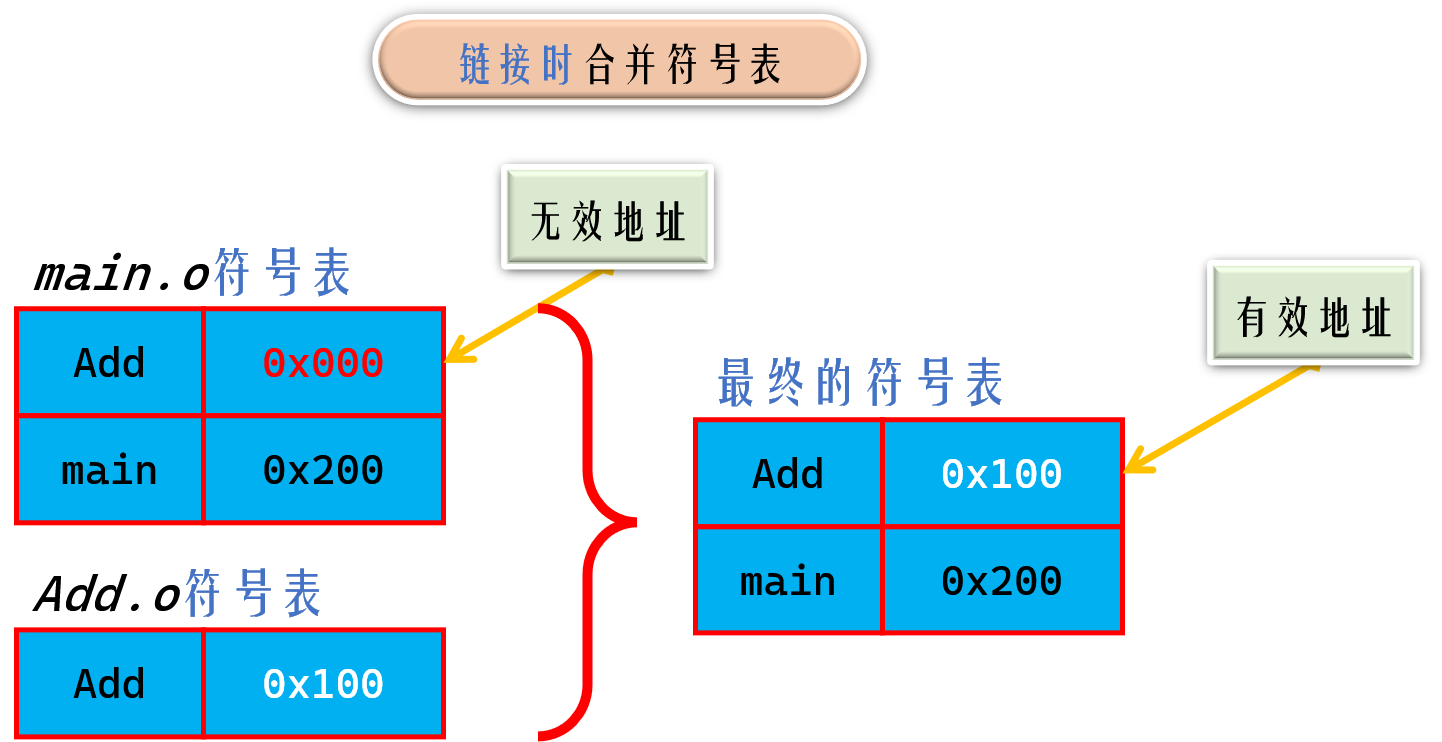 链接时合并符号表
无效地址
main.o符号表
Add 0x000
main 0x200
Add.o符号表
Add 0x100
有效地址
最终的符号表
Add 0x100
main 0x200